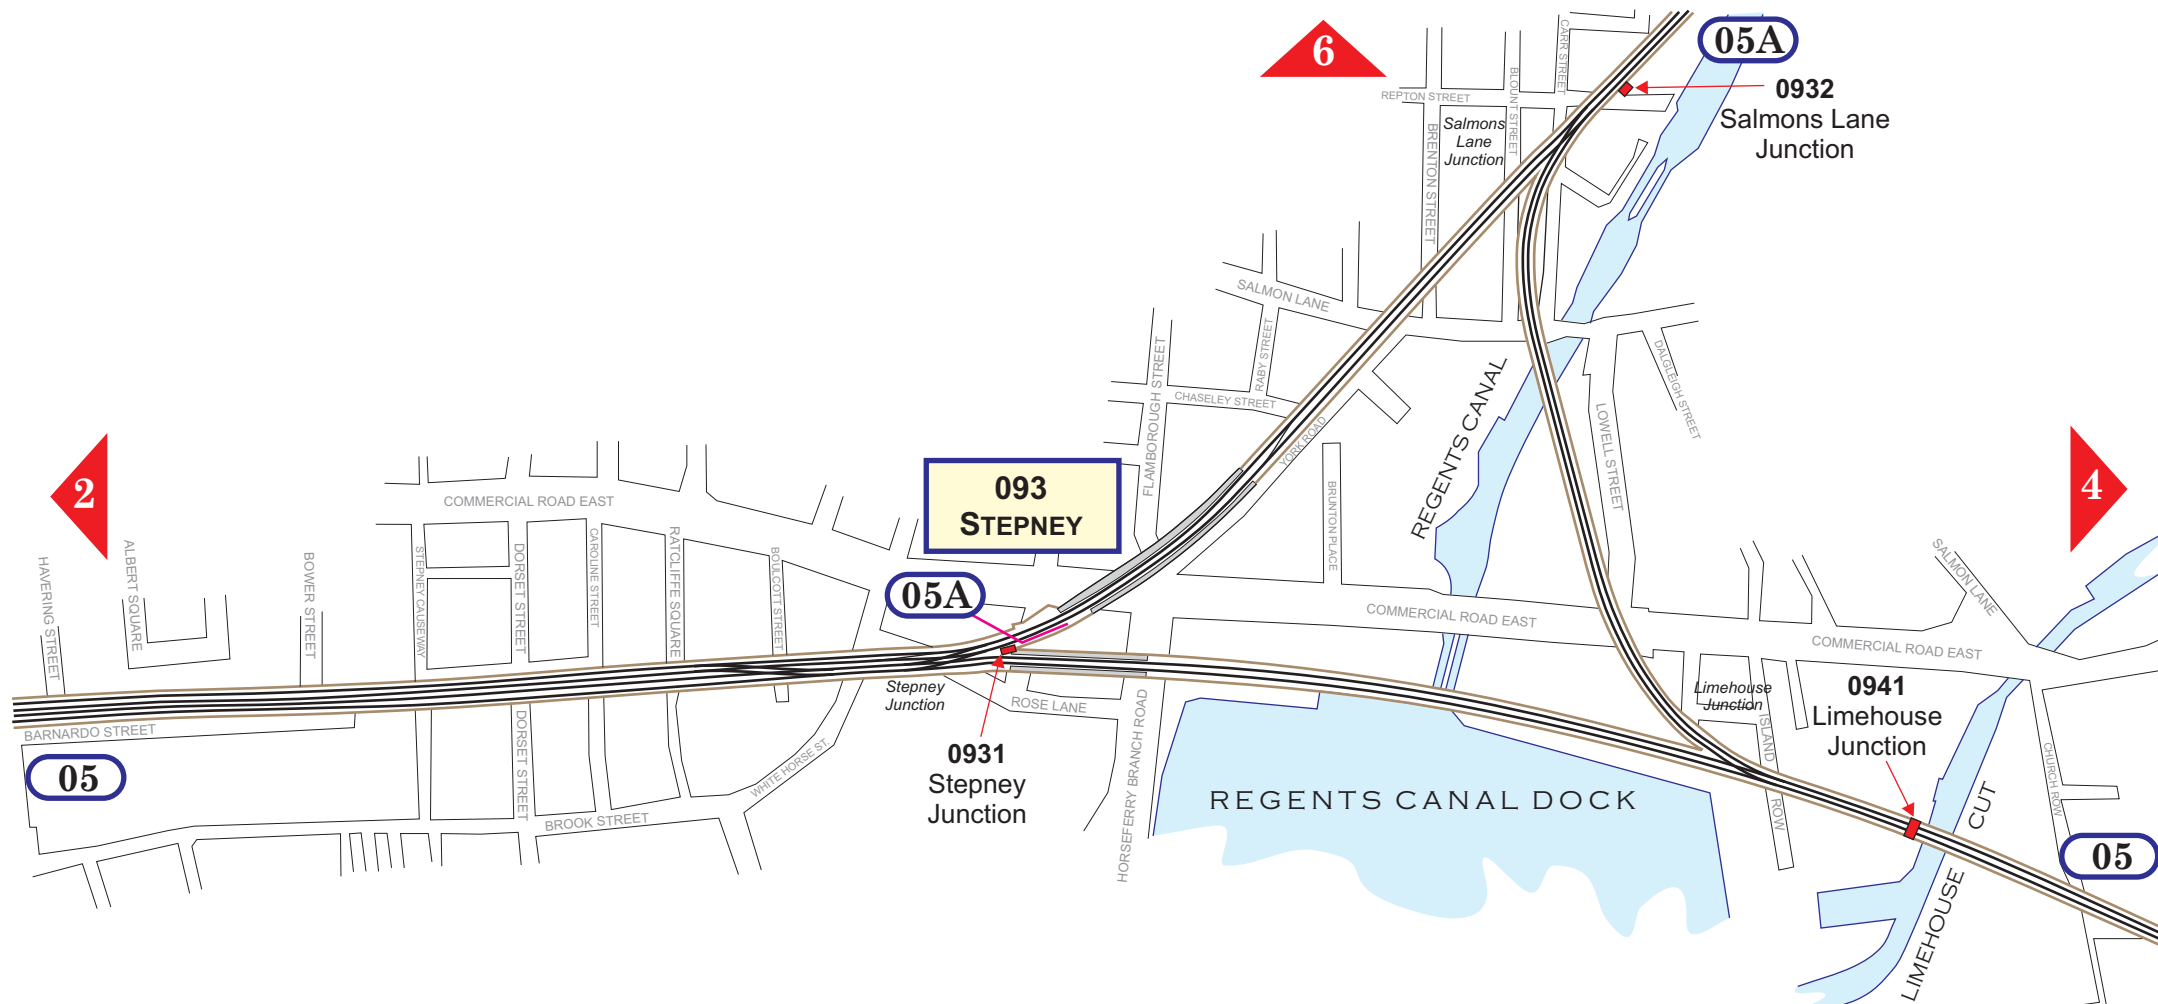 6
05A
0932
Salmons Lane
Junction
CARR STREET
BLOUNT STREET
REPTON STREET
Salmons
Lane
Junction
BRENTON STREET
SALMON LANE
RABY STREET
FLAMBOROUGH STREET
CHASELEY STREET
YORK ROAD
REGENTS CANAL
LOWELL STREET
DALGLEISH STREET
2
4
093
STEPNEY
COMMERCIAL ROAD EAST
BRUNTON PLACE
HAVERING STREET
ALBERT SQUARE
BOWER STREET
STEPNEY CAUSEWAY
DORSET STREET
CAROLINE STREET
RATCLIFFE SQUARE
BOULCOTT STREET
05A
COMMERCIAL ROAD EAST
SALMON LANE
COMMERCIAL ROAD EAST
Stepney
Junction
ROSE LANE
HORSEFERRY BRANCH ROAD
Limehouse
Junction
0941
Limehouse
Junction
ISLAND
ROW
BARNARDO STREET
05
DORSET STREET
WHITE HORSE ST.
BROOK STREET
0931
Stepney
Junction
REGENTS CANAL DOCK
CHURCH ROW
05
LIMEHOUSE CUT